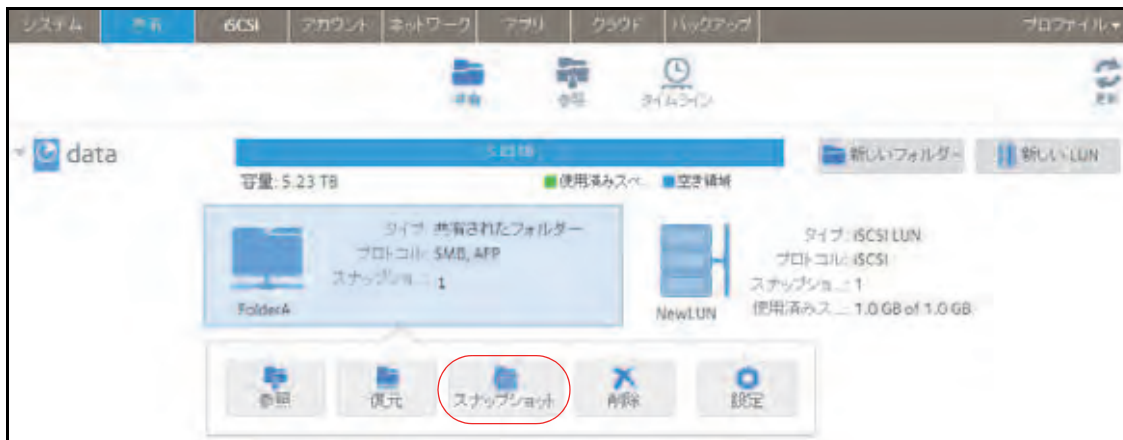 システム 共有 iSCSI アカウント ネットワーク アプリ クラウド バックアップ プロファイル
参照 タイムライン 更新
data
5.23 TB
新しいフォルダー 新しい LUN
容量: 5.23 TB 使用済みスペ... 空き領域
タイプ: 共有されたフォルダー
プロトコル: SMB, AFP
スナップショ...: 1
FolderA
タイプ: iSCSI LUN
プロトコル: iSCSI
スナップショ...: 1
使用済みス...: 1.0 GB of 1.0 GB
NewLUN
参照 復元 スナップショット 削除 設定